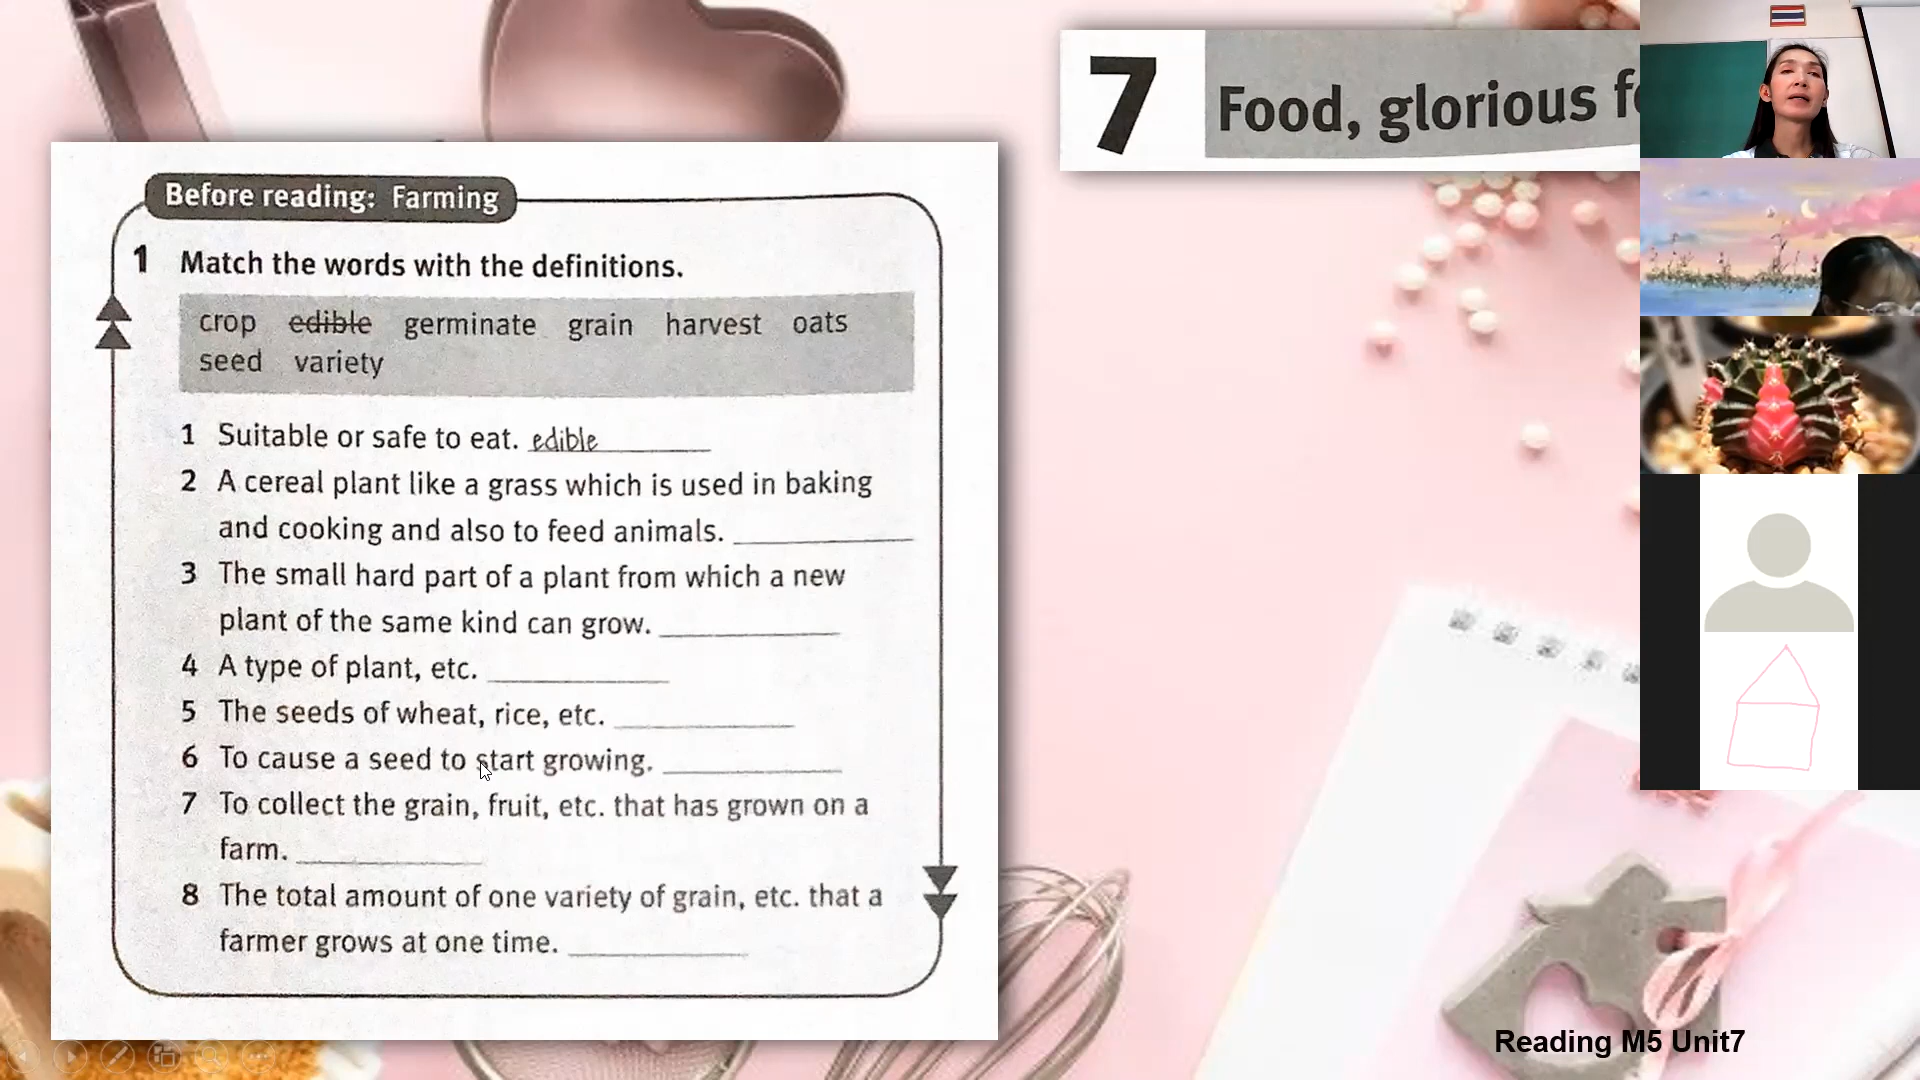 7
Food, glorious
Before reading: Farming
1 Match the words with the definitions.
crop edible germinate grain harvest oats
seed variety
1 Suitable or safe to eat. edible
2 A cereal plant like a grass which is used in baking
and cooking and also to feed animals.
3 The small hard part of a plant from which a new
plant of the same kind can grow.
4 A type of plant, etc.
5 The seeds of wheat, rice, etc.
6 To cause a seed to start growing.
7 To collect the grain, fruit, etc. that has grown on a
farm.
8 The total amount of one variety of grain, etc. that a
farmer grows at one time.
Reading M5 Unit7